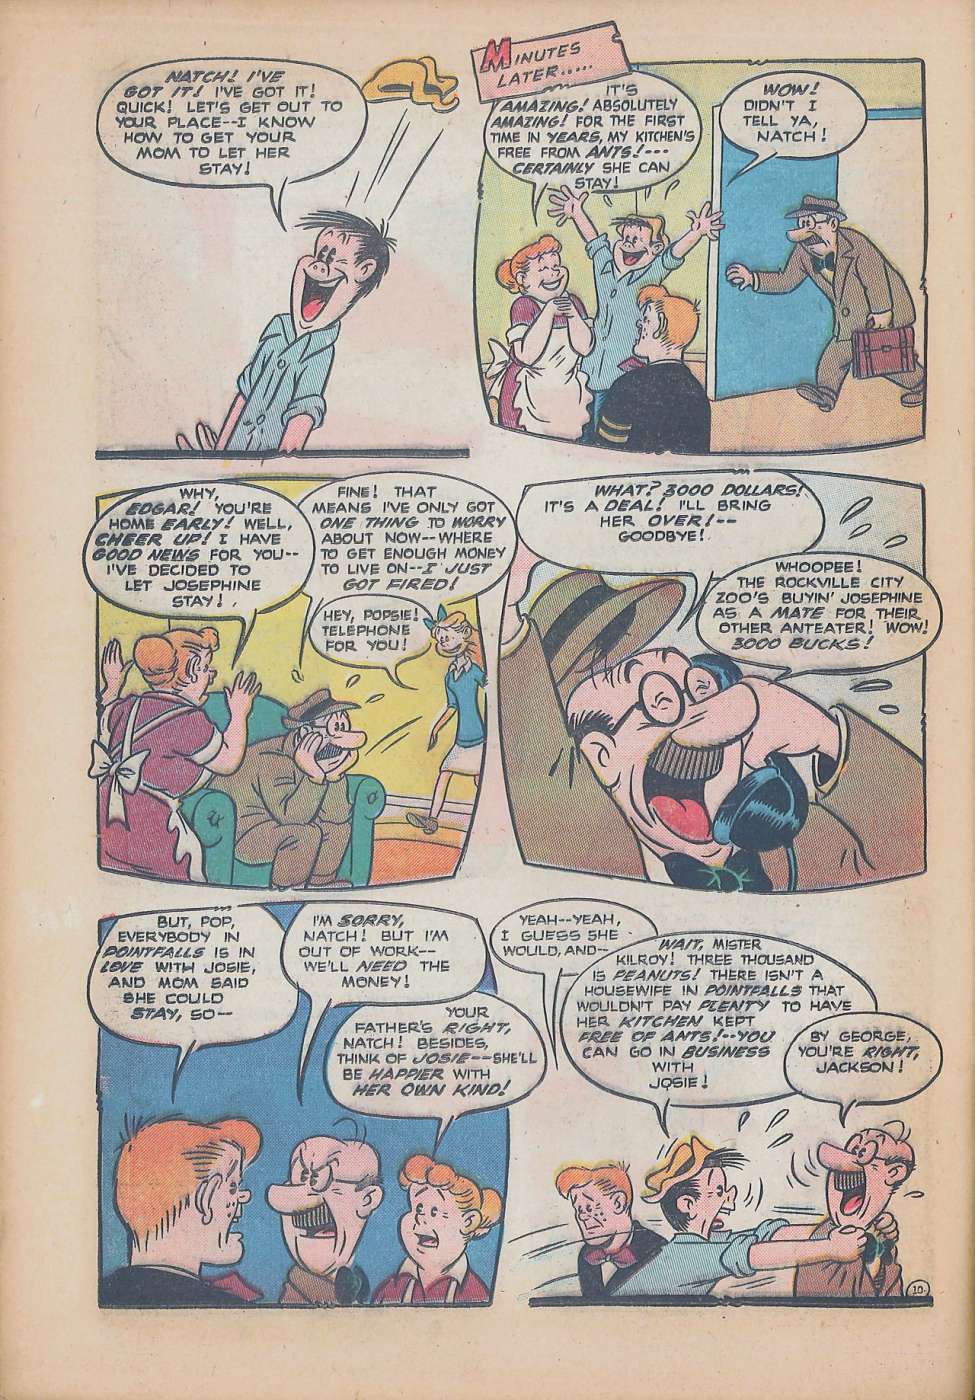 NATCH! I'VE
GOT IT! I'VE GOT IT!
QUICK! LET'S GET OUT TO
YOUR PLACE--I KNOW
HOW TO GET YOUR
MOM TO LET HER
STAY!
MINUTES
LATER.....
IT'S
AMAZING! ABSOLUTELY
AMAZING! FOR THE FIRST
TIME IN YEARS, MY KITCHEN'S
FREE FROM ANTS!---
CERTAINLY SHE CAN
STAY!
WOW!
DIDN'T I
TELL YA,
NATCH!
WHY,
EDGAR! YOU'RE
HOME EARLY! WELL,
CHEER UP! I HAVE
GOOD NEWS FOR YOU--
I'VE DECIDED TO
LET JOSEPHINE
STAY!
FINE! THAT
MEANS I'VE ONLY GOT
ONE THING TO WORRY
ABOUT NOW--WHERE
TO GET ENOUGH MONEY
TO LIVE ON--I JUST
GOT FIRED!
HEY, POPSIE!
TELEPHONE
FOR YOU!
WHAT? 3000 DOLLARS!
IT'S A DEAL! I'LL BRING
HER OVER!--
GOODBYE!
WHOOPEE!
THE ROCKVILLE CITY
ZOO'S BUYIN' JOSEPHINE
AS A MATE FOR THEIR
OTHER ANTEATER! WOW!
3000 BUCKS!
BUT, POP,
EVERYBODY IN
POINTFALLS IS IN
LOVE WITH JOSIE,
AND MOM SAID
SHE COULD
STAY, SO--
I'M SORRY,
NATCH! BUT I'M
OUT OF WORK--
WE'LL NEED THE
MONEY!
YOUR
FATHER'S RIGHT,
NATCH! BESIDES,
THINK OF JOSIE--SHE'LL
BE HAPPIER WITH
HER OWN KIND!
YEAH--YEAH,
I GUESS SHE
WOULD, AND--
WAIT, MISTER
KILROY! THREE THOUSAND
IS PEANUTS! THERE ISN'T A
HOUSEWIFE IN POINTFALLS THAT
WOULDN'T PAY PLENTY TO HAVE
HER KITCHEN KEPT
FREE OF ANTS!--YOU
CAN GO IN BUSINESS
WITH
JOSIE!
BY GEORGE,
YOU'RE RIGHT,
JACKSON!
10